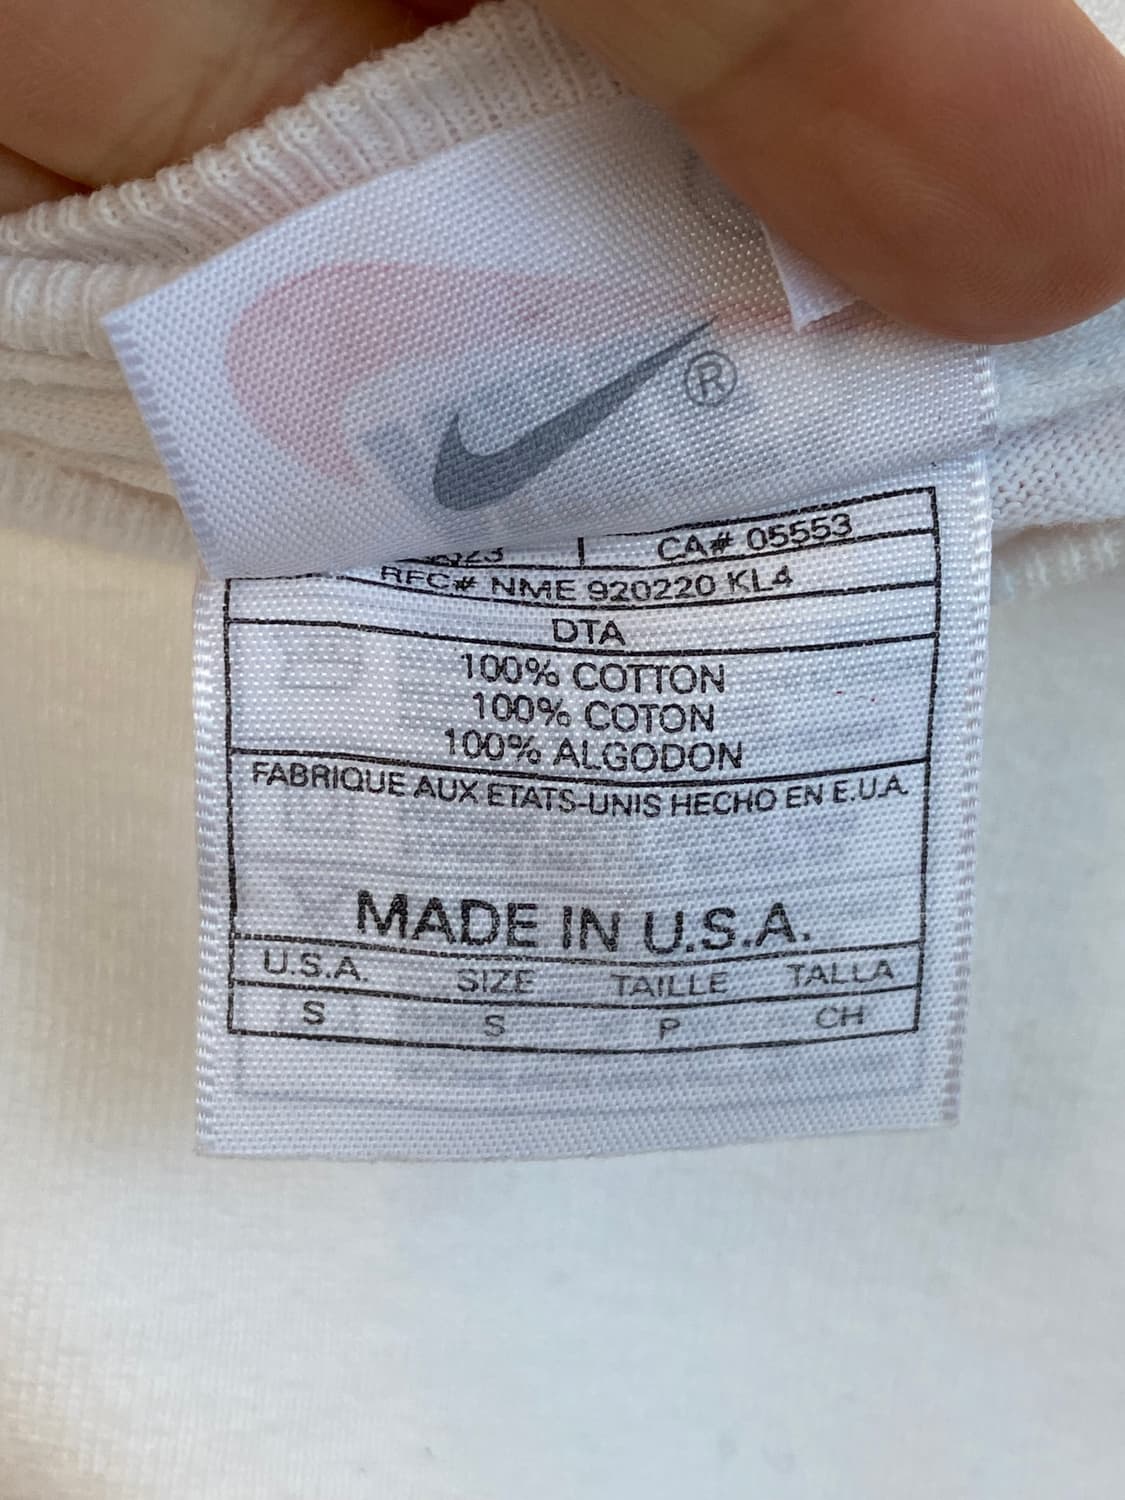 ®
CA# 05553
RFC# NME 920220 KL4
DTA
100% COTTON
100% COTON
100% ALGODON
FABRIQUE AUX ETATS-UNIS HECHO EN E.U.A.
MADE IN U.S.A.
U.S.A. SIZE TAILLE TALLA
S S P CH